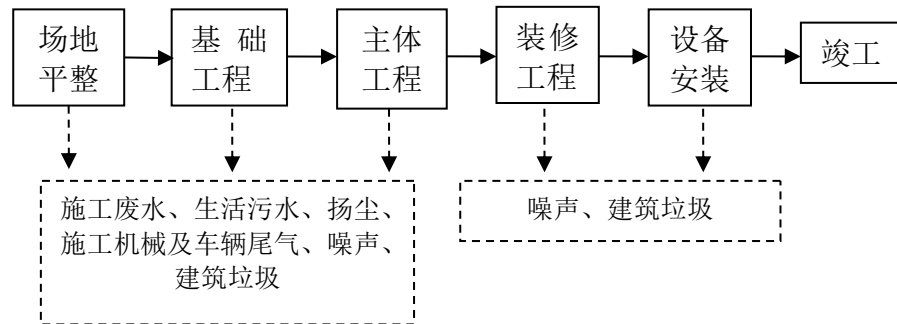 场地
平整
基础
工程
主体
工程
装修
工程
设备
安装
竣工
施工废水、生活污水、扬尘、
施工机械及车辆尾气、噪声、
建筑垃圾
噪声、建筑垃圾